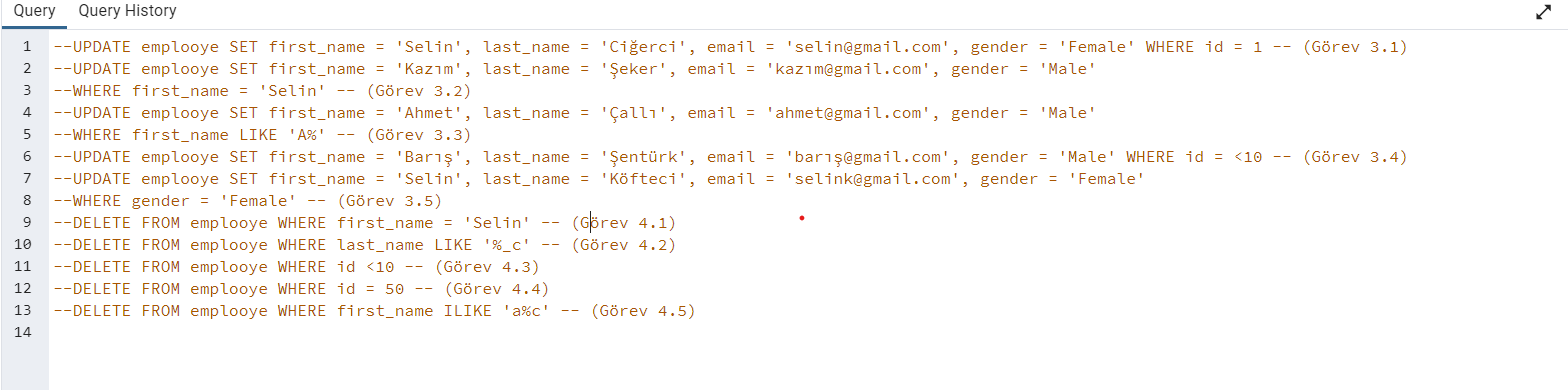 Query Query History
1 --UPDATE emplooye SET first_name = 'Selin', last_name = 'Ciğerci', email = 'selin@gmail.com', gender = 'Female' WHERE id = 1 -- (Görev 3.1)
2 --UPDATE emplooye SET first_name = 'Kazım', last_name = 'Şeker', email = 'kazım@gmail.com', gender = 'Male'
3 --WHERE first_name = 'Selin' -- (Görev 3.2)
4 --UPDATE emplooye SET first_name = 'Ahmet', last_name = 'Çallı', email = 'ahmet@gmail.com', gender = 'Male'
5 --WHERE first_name LIKE 'A%' -- (Görev 3.3)
6 --UPDATE emplooye SET first_name = 'Barış', last_name = 'Şentürk', email = 'barış@gmail.com', gender = 'Male' WHERE id = <10 -- (Görev 3.4)
7 --UPDATE emplooye SET first_name = 'Selin', last_name = 'Köfteci', email = 'selink@gmail.com', gender = 'Female'
8 --WHERE gender = 'Female' -- (Görev 3.5)
9 --DELETE FROM emplooye WHERE first_name = 'Selin' -- (Görev 4.1)
10 --DELETE FROM emplooye WHERE last_name LIKE '%_c' -- (Görev 4.2)
11 --DELETE FROM emplooye WHERE id <10 -- (Görev 4.3)
12 --DELETE FROM emplooye WHERE id = 50 -- (Görev 4.4)
13 --DELETE FROM emplooye WHERE first_name ILIKE 'a%c' -- (Görev 4.5)
14